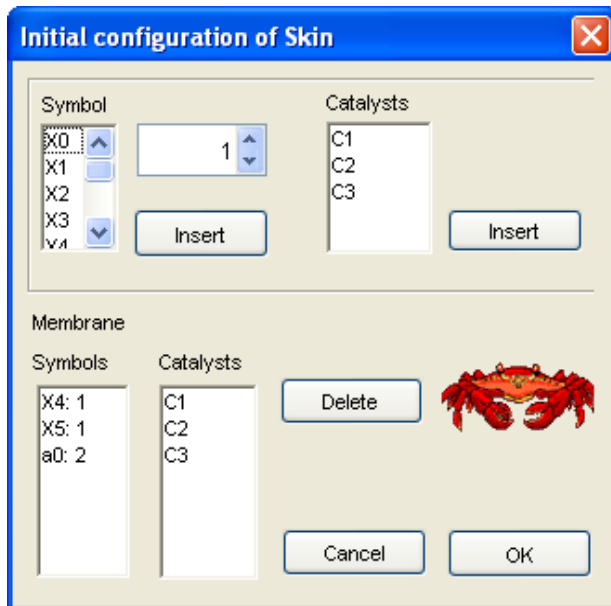 Initial configuration of Skin
Symbol
Catalysts
X0
X1
X2
X3
X4
1
Insert
C1
C2
C3
Insert
Membrane
Symbols
Catalysts
X4: 1
X5: 1
a0: 2
C1
C2
C3
Delete
Cancel
OK